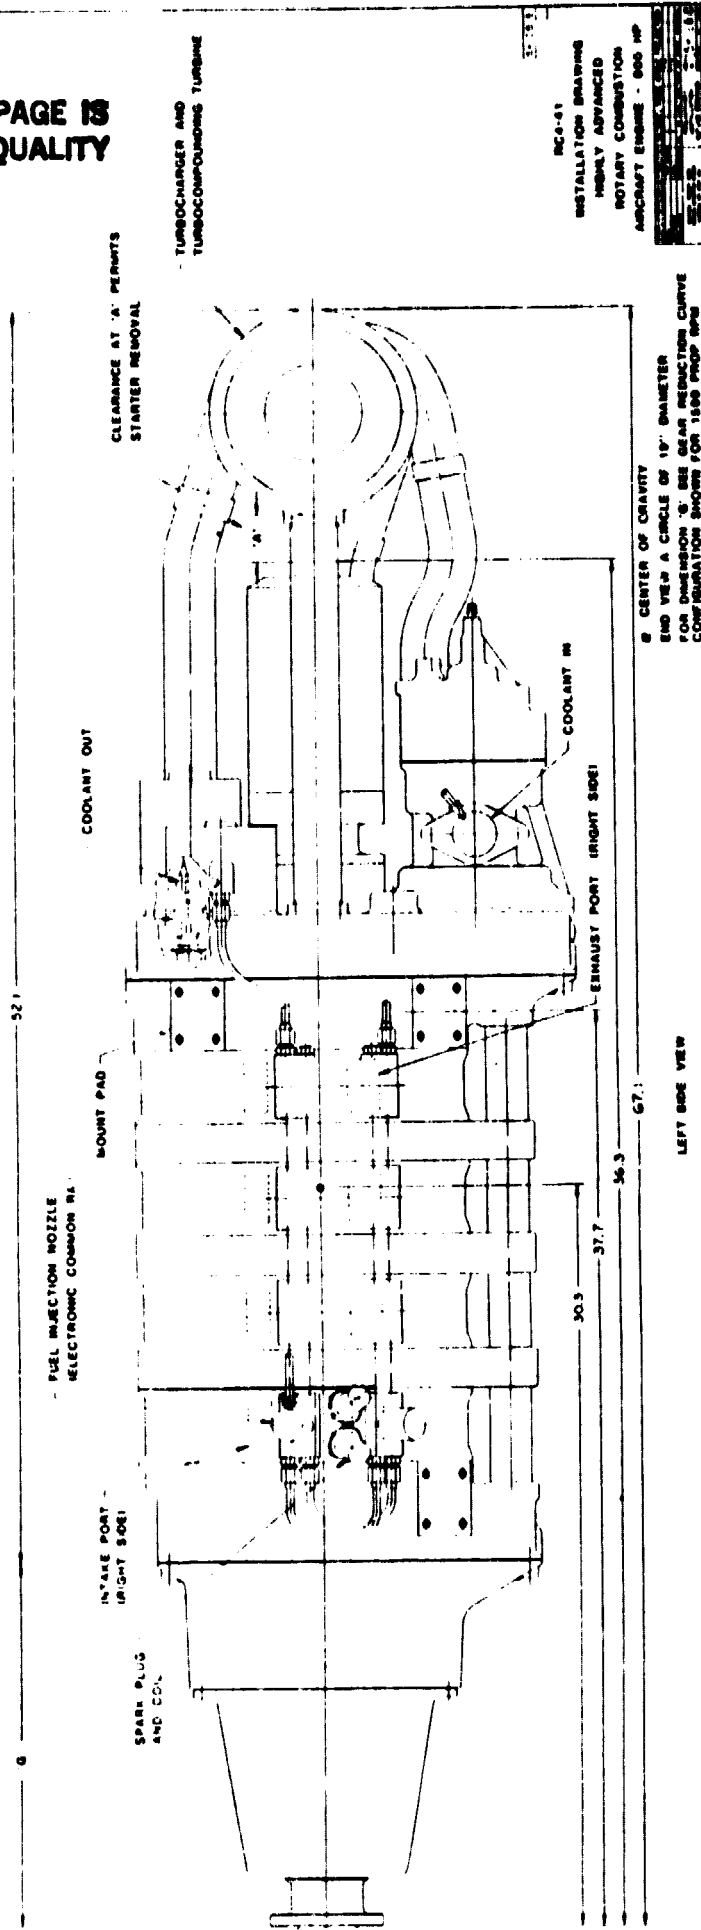 PAGE IS
QUALITY
TURBOCHARGER AND
TURBOCOMPOUNDING TURBINE
CLEARANCE AT 'A' PERMITS
STARTER REMOVAL
COOLANT OUT
MOUNT PAD
FUEL INJECTION NOZZLE
(ELECTRONIC COMMON
INTAKE PORT
(RIGHT SIDE)
SPARK PLUG
AND COIL
52.1
G
'A'
COOLANT IN
EXHAUST PORT (RIGHT SIDE)
30.3
37.7
56.3
67.1
LEFT SIDE VIEW
CENTER OF GRAVITY
END VIEW A CIRCLE OF 19" DIAMETER
FOR DIMENSION 'G' SEE GEAR REDUCTION CURVE
CONFIGURATION SHOWN FOR 1500 PROP RPM
RC4-41
INSTALLATION DRAWING
HIGHLY ADVANCED
ROTARY COMBUSTION
AIRCRAFT ENGINE - 800 HP